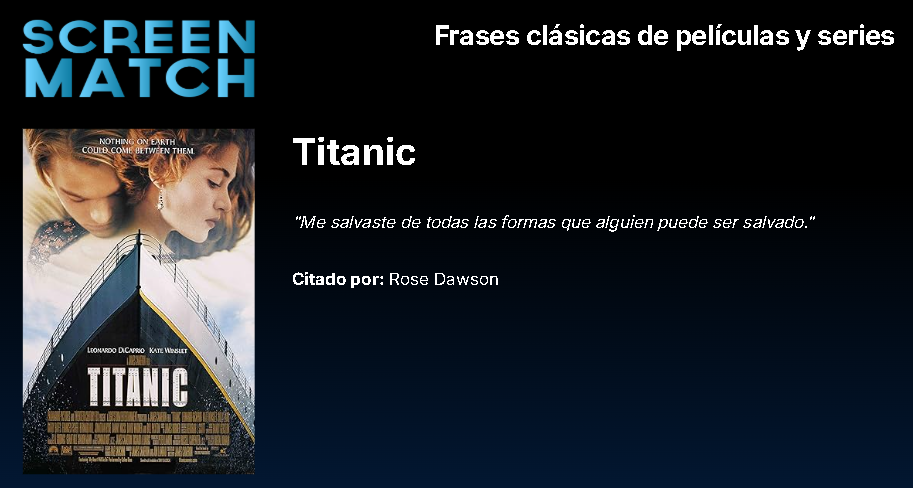 SCREEN
MATCH
Frases clásicas de películas y series
NOTHING ON EARTH
COULD COME BETWEEN THEM.
Titanic
"Me salvaste de todas las formas que alguien puede ser salvado."
Citado por: Rose Dawson
LEONARDO DICAPRIO KATE WINSLET
TITANIC